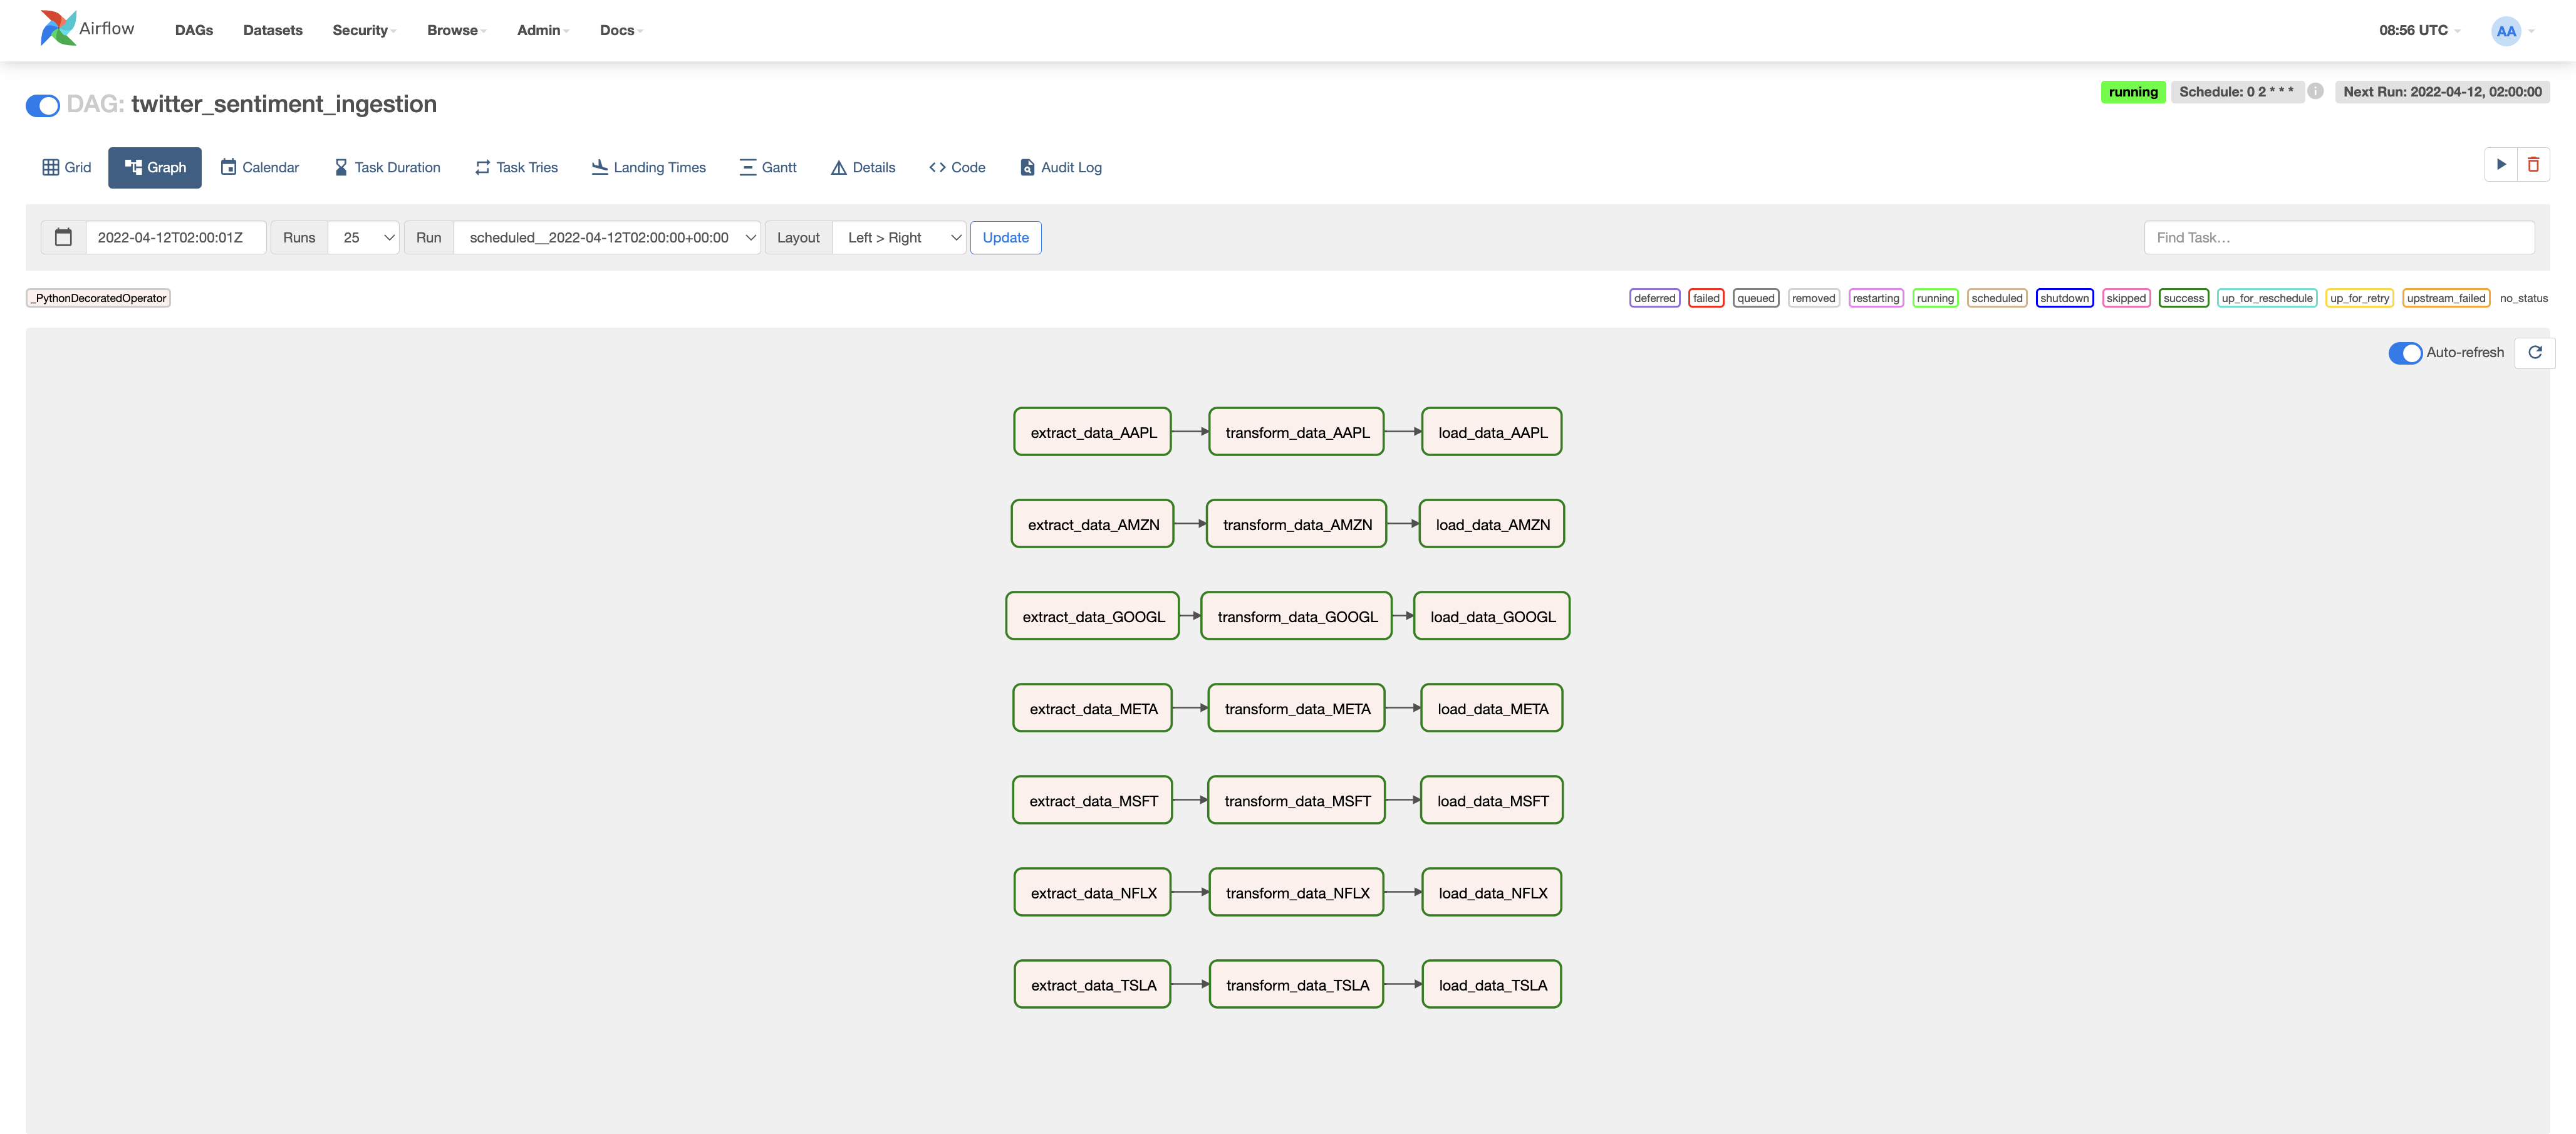 Airflow DAGs Datasets Security Browse Admin Docs 08:56 UTC AA
DAG: twitter_sentiment_ingestion
running Schedule: 0 2 * * * i Next Run: 2022-04-12, 02:00:00
Grid Graph Calendar Task Duration Task Tries Landing Times Gantt Details Code Audit Log
2022-04-12T02:00:01Z Runs 25 Run scheduled__2022-04-12T02:00:00+00:00 Layout Left > Right Update Find Task...
_PythonDecoratedOperator deferred failed queued removed restarting running scheduled shutdown skipped success up_for_reschedule up_for_retry upstream_failed no_status
Auto-refresh
extract_data_AAPL transform_data_AAPL load_data_AAPL
extract_data_AMZN transform_data_AMZN load_data_AMZN
extract_data_GOOGL transform_data_GOOGL load_data_GOOGL
extract_data_META transform_data_META load_data_META
extract_data_MSFT transform_data_MSFT load_data_MSFT
extract_data_NFLX transform_data_NFLX load_data_NFLX
extract_data_TSLA transform_data_TSLA load_data_TSLA